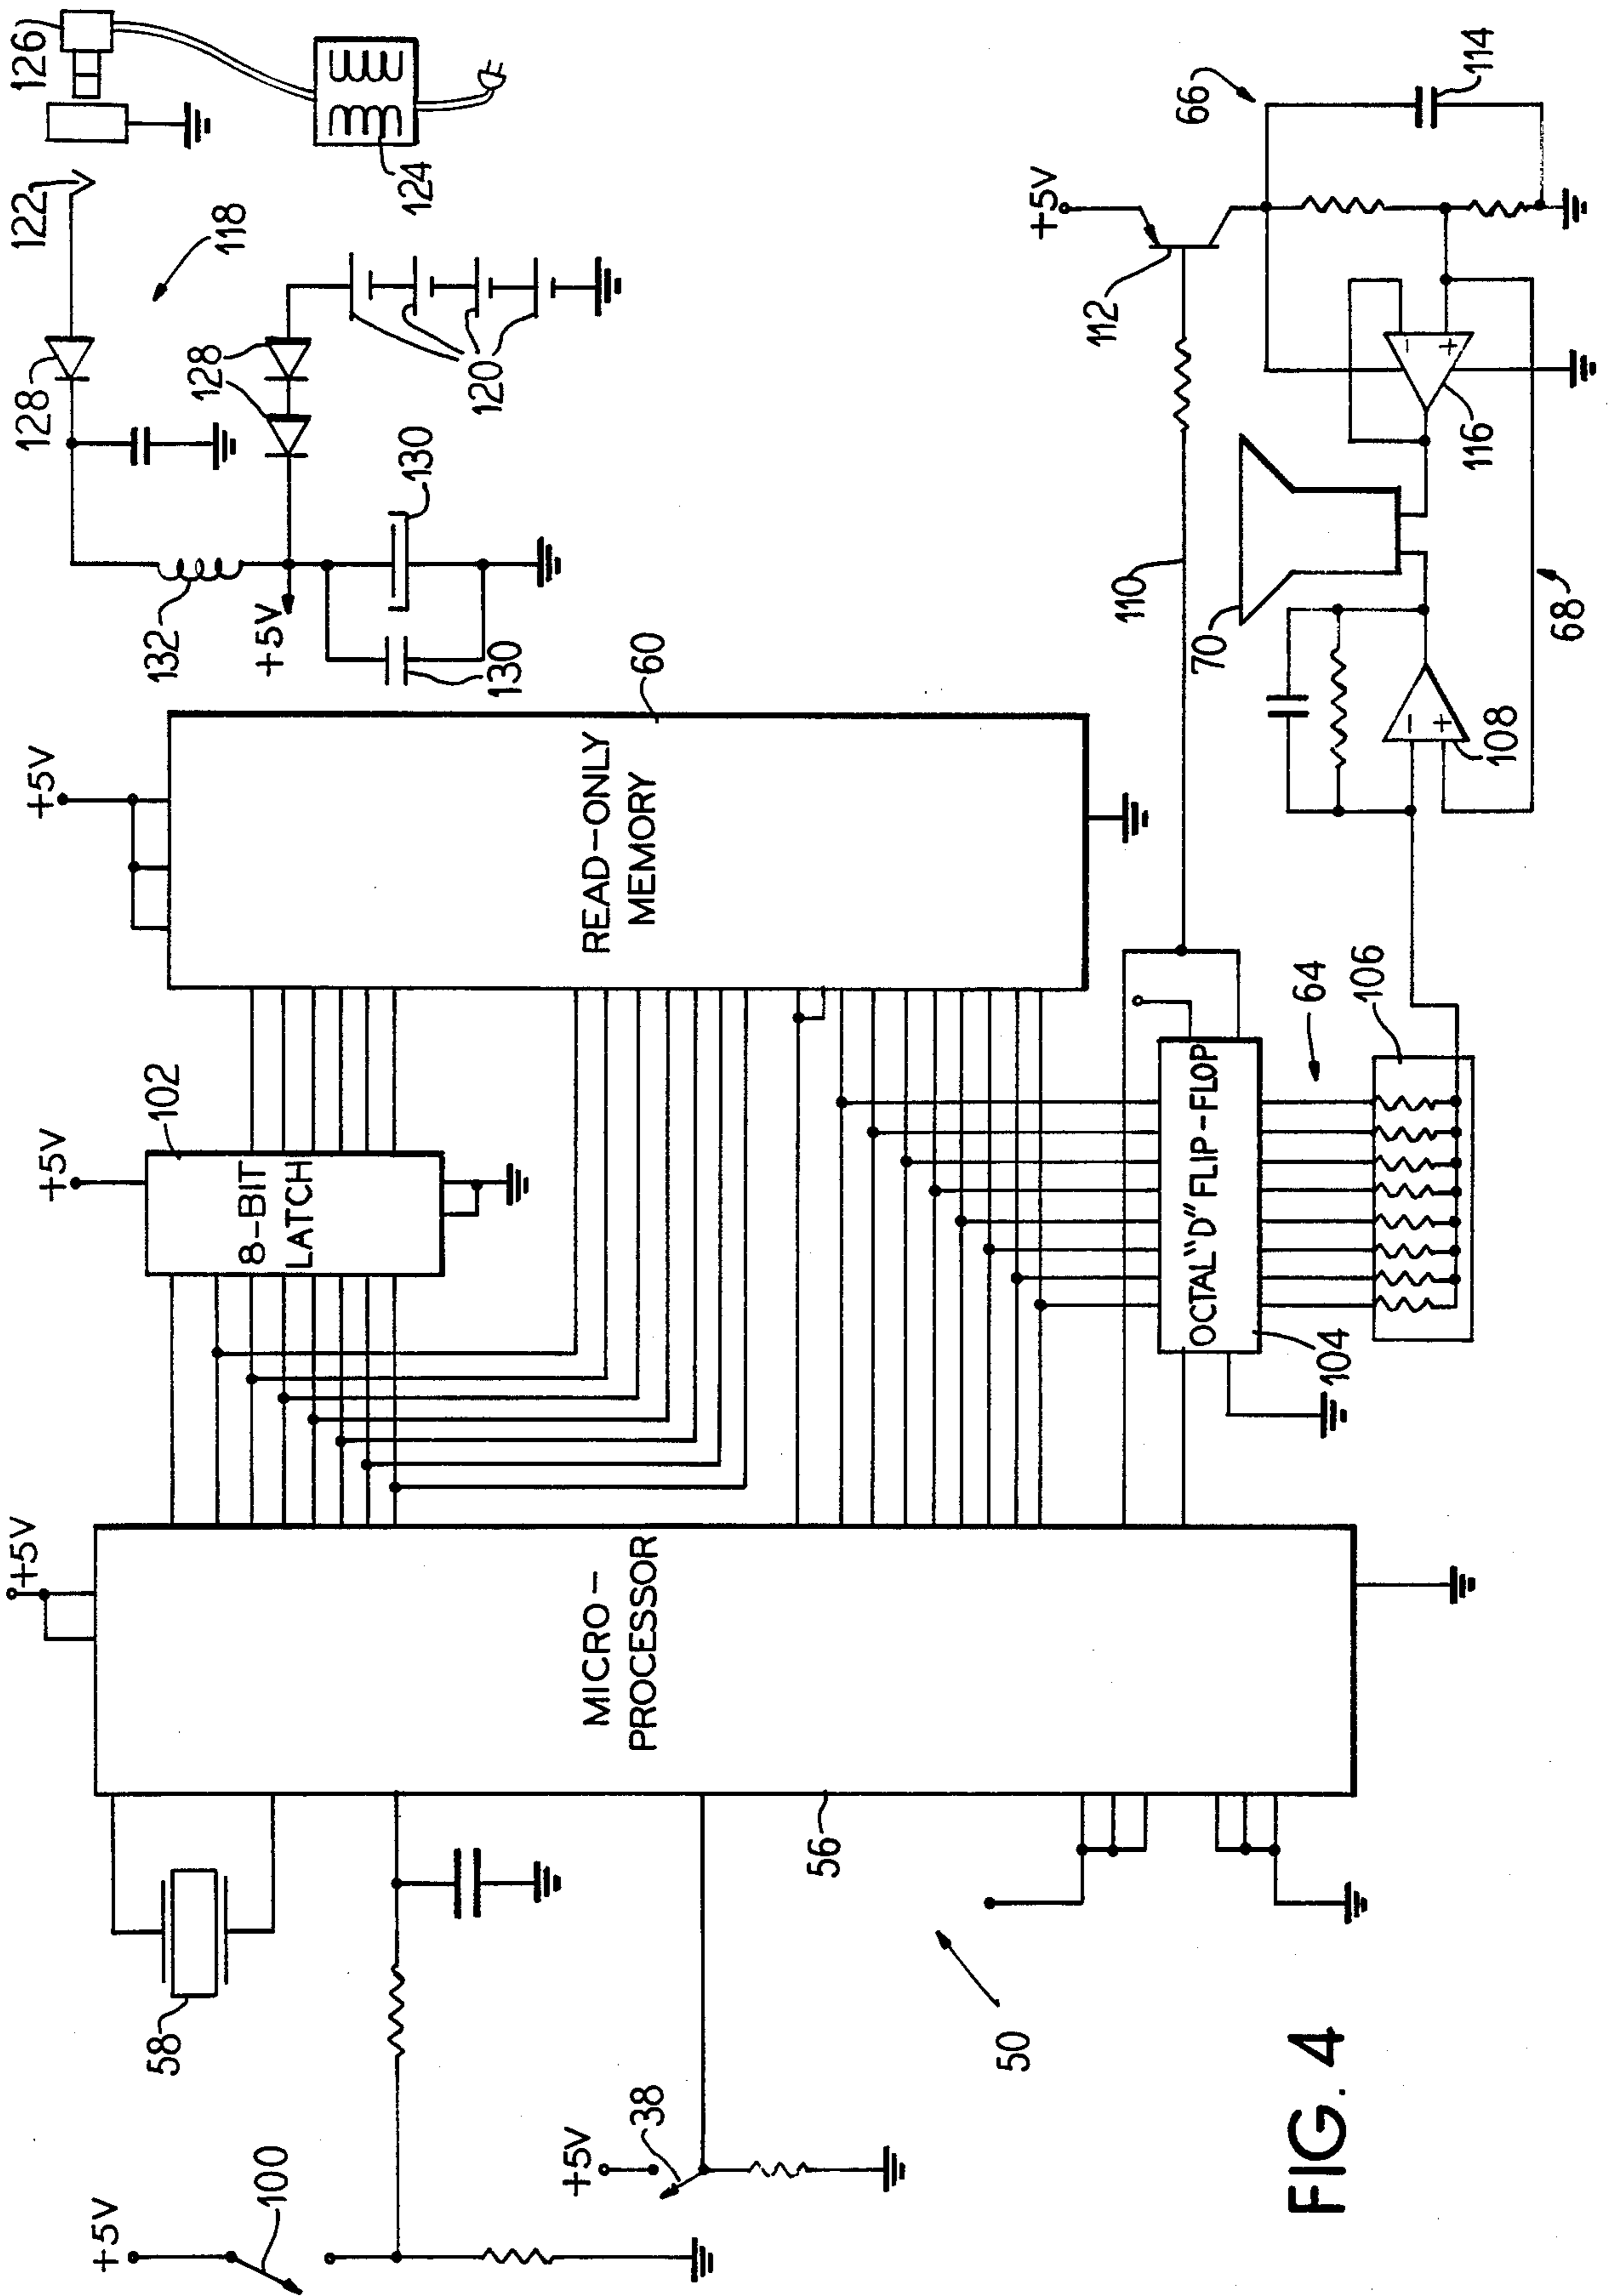 +5V
100
+5V
38
58
50
FIG. 4
+5V
MICRO-
PROCESSOR
56
+5V
102
8-BIT
LATCH
+5V
READ-ONLY
MEMORY
60
OCTAL "D" FLIP-FLOP
104
64
106
110
112
+5V
66
114
116
70
108
68
132
+5V
130
130
128
128
118
120
122
124
126